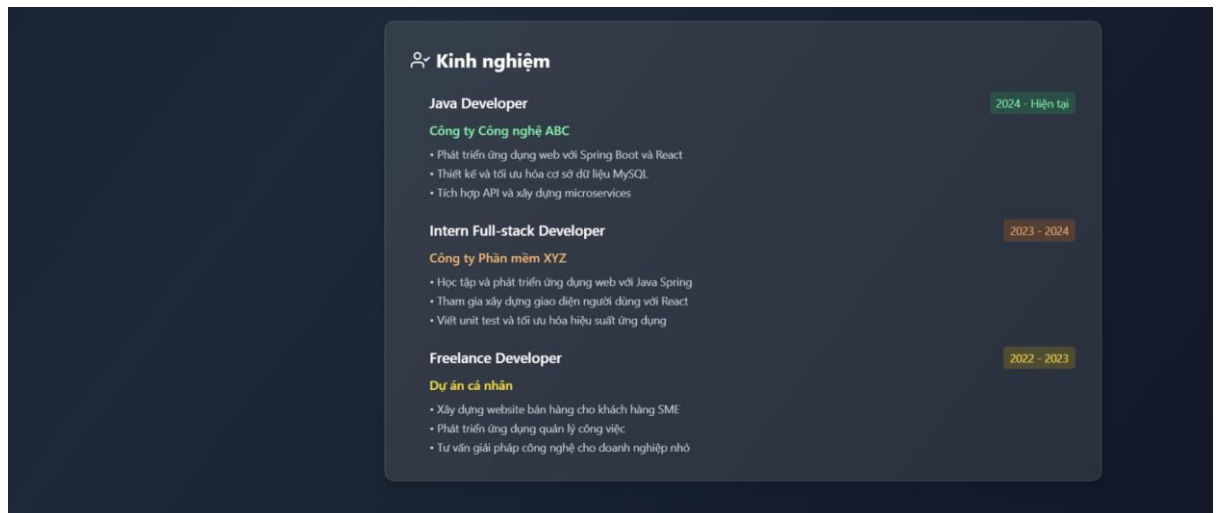 Kinh nghiệm
Java Developer
2024 - Hiện tại
Công ty Công nghệ ABC
• Phát triển ứng dụng web với Spring Boot và React
• Thiết kế và tối ưu hóa cơ sở dữ liệu MySQL
• Tích hợp API và xây dựng microservices
Intern Full-stack Developer
2023 - 2024
Công ty Phần mềm XYZ
• Học tập và phát triển ứng dụng web với Java Spring
• Tham gia xây dựng giao diện người dùng với React
• Viết unit test và tối ưu hóa hiệu suất ứng dụng
Freelance Developer
2022 - 2023
Dự án cá nhân
• Xây dựng website bán hàng cho khách hàng SME
• Phát triển ứng dụng quản lý công việc
• Tư vấn giải pháp công nghệ cho doanh nghiệp nhỏ